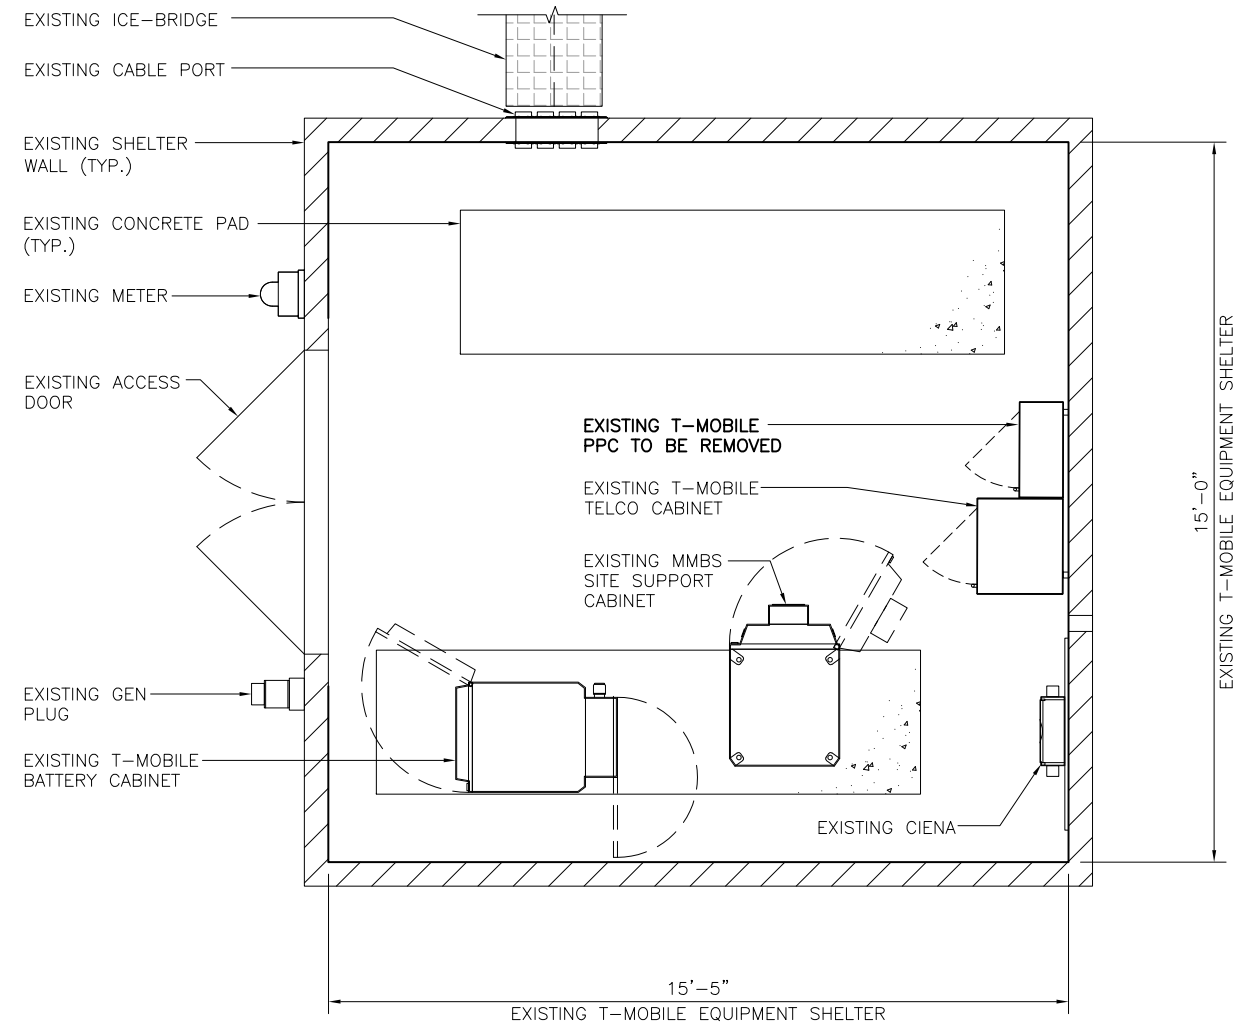 EXISTING ICE-BRIDGE
EXISTING CABLE PORT
EXISTING SHELTER
WALL (TYP.)
EXISTING CONCRETE PAD
(TYP.)
EXISTING METER
EXISTING ACCESS
DOOR
EXISTING T-MOBILE
PPC TO BE REMOVED
EXISTING T-MOBILE
TELCO CABINET
EXISTING MMBS
SITE SUPPORT
CABINET
EXISTING GEN
PLUG
EXISTING T-MOBILE
BATTERY CABINET
EXISTING CIENA
15'-0"
EXISTING T-MOBILE EQUIPMENT SHELTER
15'-5"
EXISTING T-MOBILE EQUIPMENT SHELTER